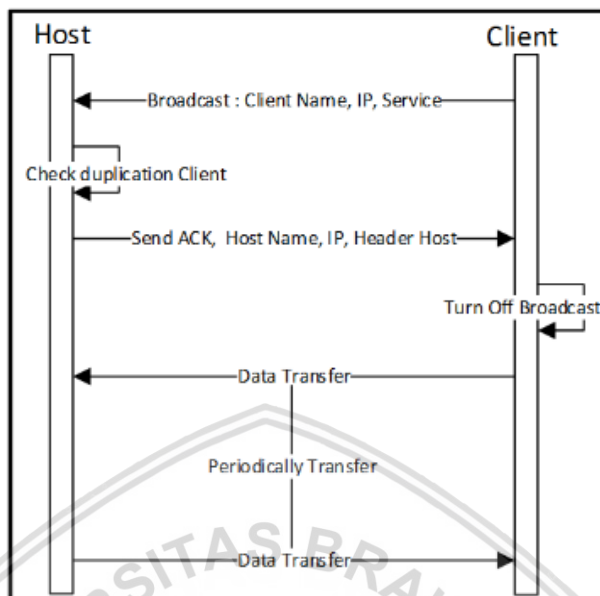 Host
Client
Broadcast : Client Name, IP, Service
Check duplication Client
Send ACK, Host Name, IP, Header Host
Turn Off Broadcast
Data Transfer
Periodically Transfer
Data Transfer